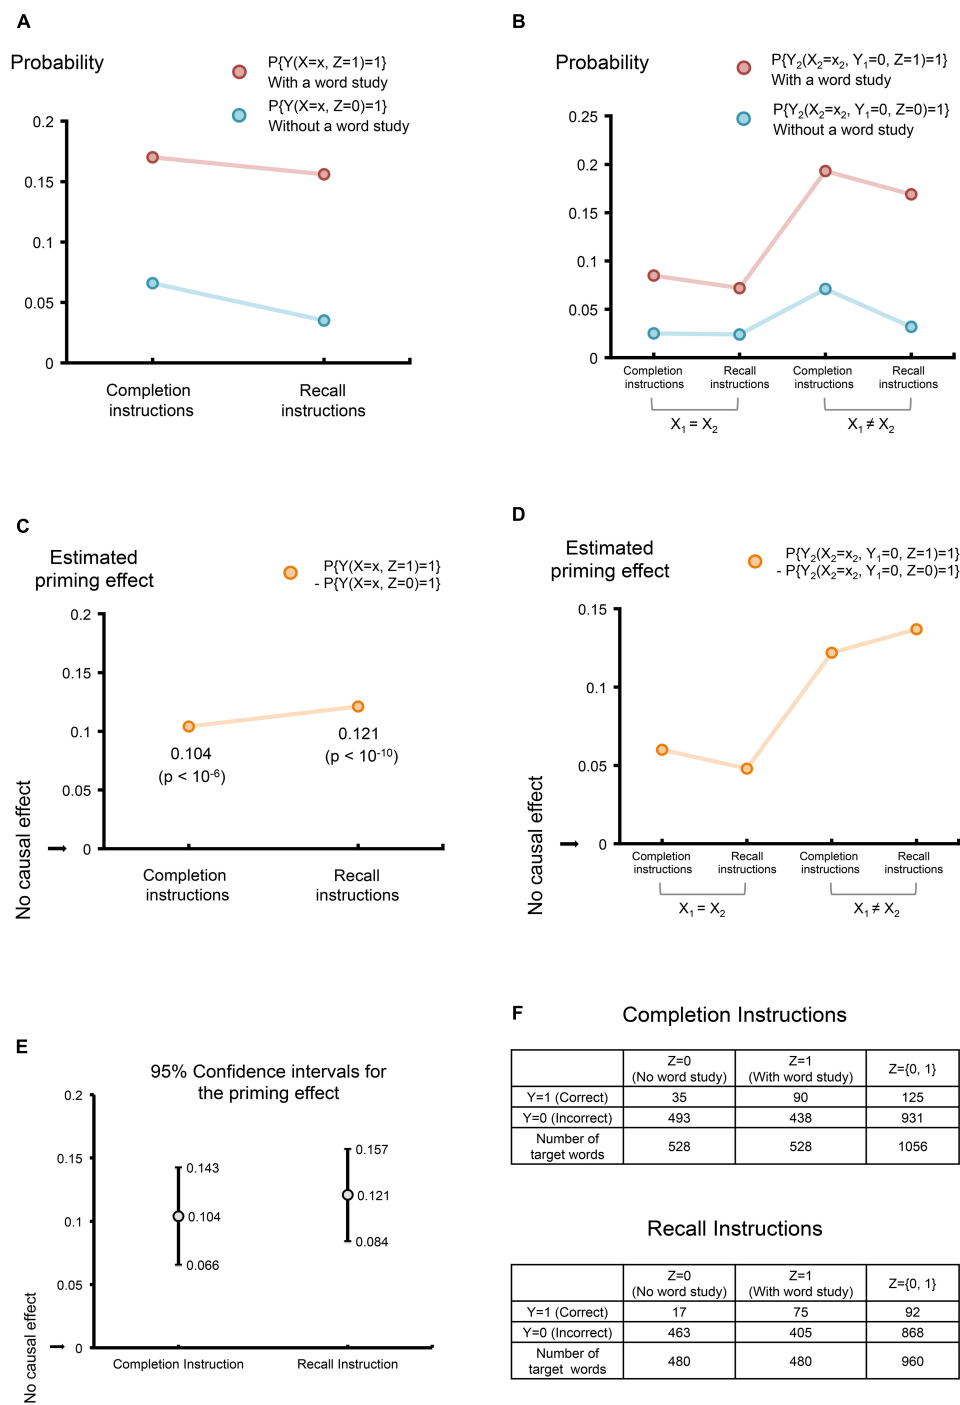 A
Probability
P{Y(X=x, Z=1)=1}
With a word study
P{Y(X=x, Z=0)=1}
Without a word study
0.2
0.15
0.1
0.05
0
Completion
instructions
Recall
instructions
B
Probability
P{Y₂(X₂=x₂, Y₁=0, Z=1)=1}
With a word study
P{Y₂(X₂=x₂, Y₁=0, Z=0)=1}
Without a word study
0.25
0.2
0.15
0.1
0.05
0
Completion
instructions
Recall
instructions
Completion
instructions
Recall
instructions
X₁ = X₂
X₁ ≠ X₂
C
Estimated
priming effect
P{Y(X=x, Z=1)=1}
- P{Y(X=x, Z=0)=1}
0.2
0.15
0.1
0.05
0
0.104
(p < 10⁻⁶)
0.121
(p < 10⁻¹⁰)
No causal effect
Completion
instructions
Recall
instructions
D
Estimated
priming effect
P{Y₂(X₂=x₂, Y₁=0, Z=1)=1}
- P{Y₂(X₂=x₂, Y₁=0, Z=0)=1}
0.15
0.1
0.05
0
No causal effect
Completion
instructions
Recall
instructions
Completion
instructions
Recall
instructions
X₁ = X₂
X₁ ≠ X₂
E
95% Confidence intervals for
the priming effect
0.2
0.15
0.1
0.05
0
0.143
0.104
0.066
0.157
0.121
0.084
No causal effect
Completion Instruction
Recall Instruction
F
Completion Instructions
Z=0
(No word study)
Z=1
(With word study)
Z={0, 1}
Y=1 (Correct) 35 90 125
Y=0 (Incorrect) 493 438 931
Number of
target words
528 528 1056
Recall Instructions
Z=0
(No word study)
Z=1
(With word study)
Z={0, 1}
Y=1 (Correct) 17 75 92
Y=0 (Incorrect) 463 405 868
Number of
target words
480 480 960